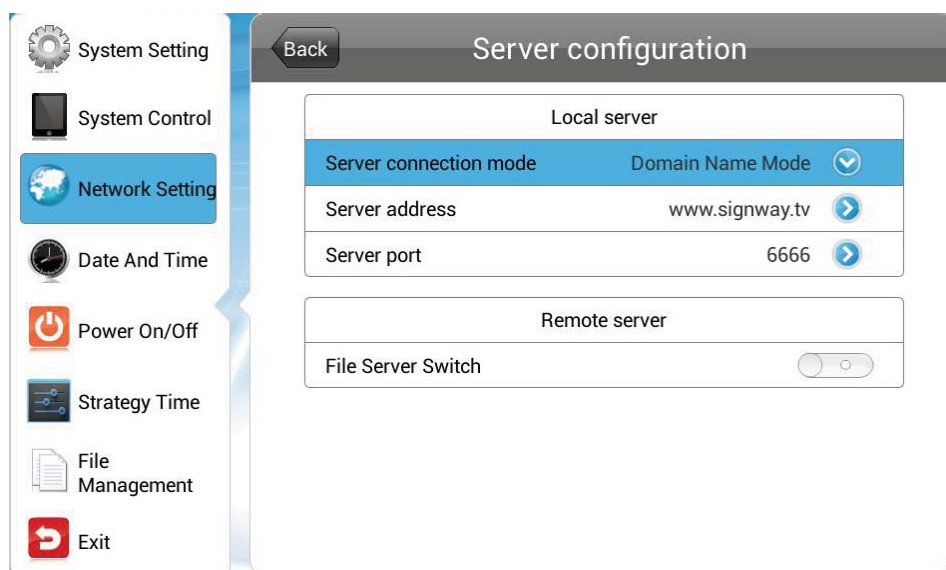 System Setting
System Control
Network Setting
Date And Time
Power On/Off
Strategy Time
File
Management
Exit
Back
Server configuration
Local server
Server connection mode Domain Name Mode
Server address www.signway.tv
Server port 6666
Remote server
File Server Switch